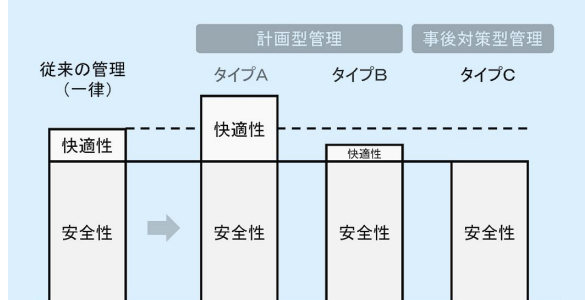 計画型管理
事後対策型管理
従来の管理
（一律）
タイプA
タイプB
タイプC
快適性
快適性
快適性
安全性
安全性
安全性
安全性